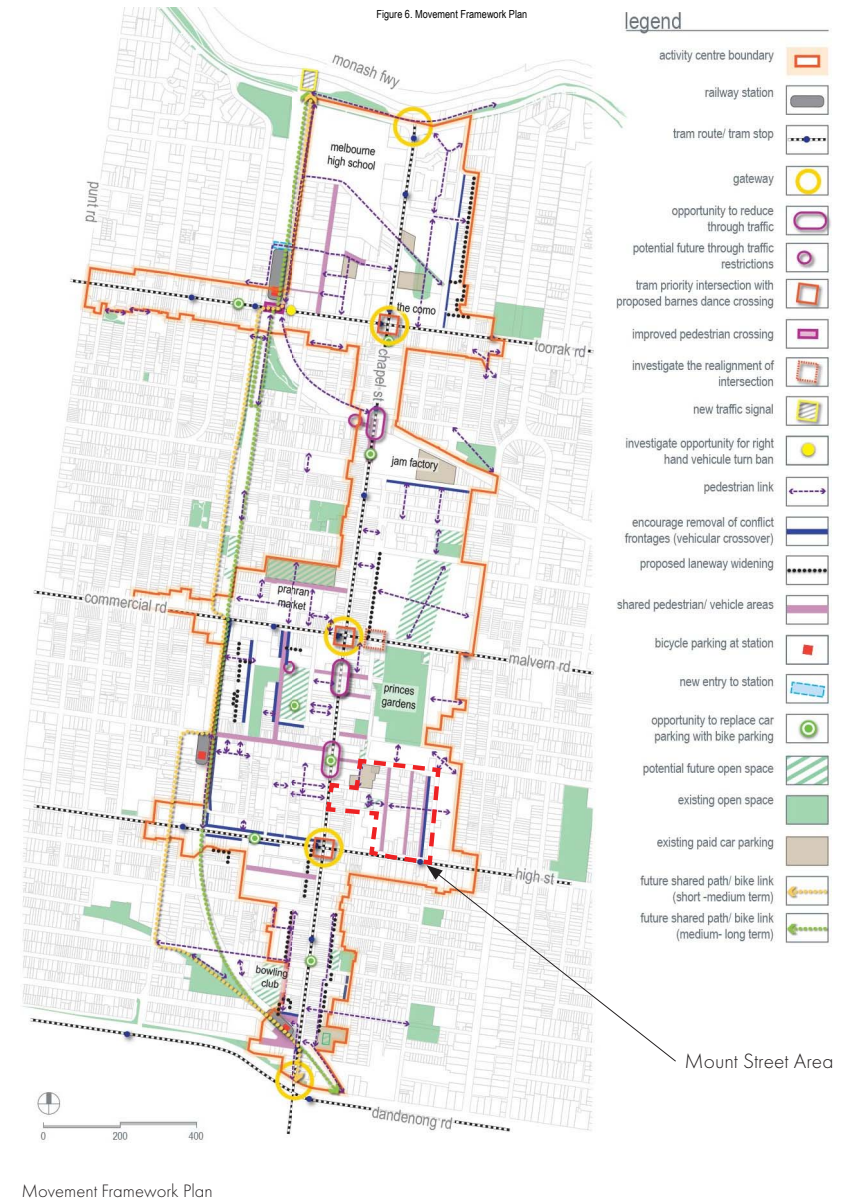 Figure 6. Movement Framework Plan
legend
monash fwy
activity centre boundary
railway station
tram route/ tram stop
melbourne
high school
gateway
punt rd
opportunity to reduce
through traffic
potential future through traffic
restrictions
tram priority intersection with
proposed barnes dance crossing
the como
improved pedestrian crossing
toorak rd
chapel st
investigate the realignment of
intersection
new traffic signal
investigate opportunity for right
hand vehicule turn ban
jam factory
pedestrian link
encourage removal of conflict
frontages (vehicular crossover)
proposed laneway widening
prahran
market
commercial rd
shared pedestrian/ vehicle areas
bicycle parking at station
malvern rd
new entry to station
princes
gardens
opportunity to replace car
parking with bike parking
potential future open space
existing open space
existing paid car parking
high st
future shared path/ bike link
(short -medium term)
future shared path/ bike link
(medium- long term)
bowling
club
Mount Street Area
dandenong rd
0 200 400
Movement Framework Plan